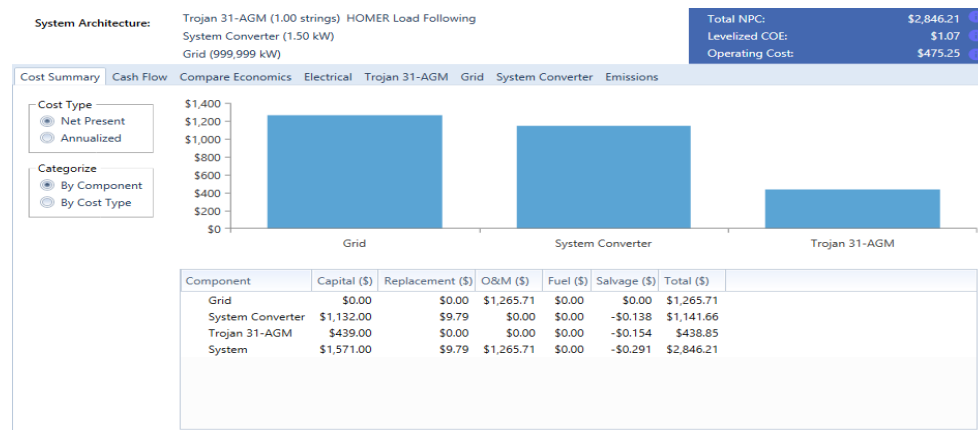 System Architecture:
Trojan 31-AGM (1.00 strings) HOMER Load Following
System Converter (1.50 kW)
Grid (999,999 kW)
Total NPC: $2,846.21
Levelized COE: $1.07
Operating Cost: $475.25
Cost Summary Cash Flow Compare Economics Electrical Trojan 31-AGM Grid System Converter Emissions
Cost Type
Net Present
Annualized
Categorize
By Component
By Cost Type
$1,400
$1,200
$1,000
$800
$600
$400
$200
$0
Grid System Converter Trojan 31-AGM
Component Capital ($) Replacement ($) O&M ($) Fuel ($) Salvage ($) Total ($)
Grid $0.00 $0.00 $1,265.71 $0.00 $0.00 $1,265.71
System Converter $1,132.00 $9.79 $0.00 $0.00 -$0.138 $1,141.66
Trojan 31-AGM $439.00 $0.00 $0.00 $0.00 -$0.154 $438.85
System $1,571.00 $9.79 $1,265.71 $0.00 -$0.291 $2,846.21